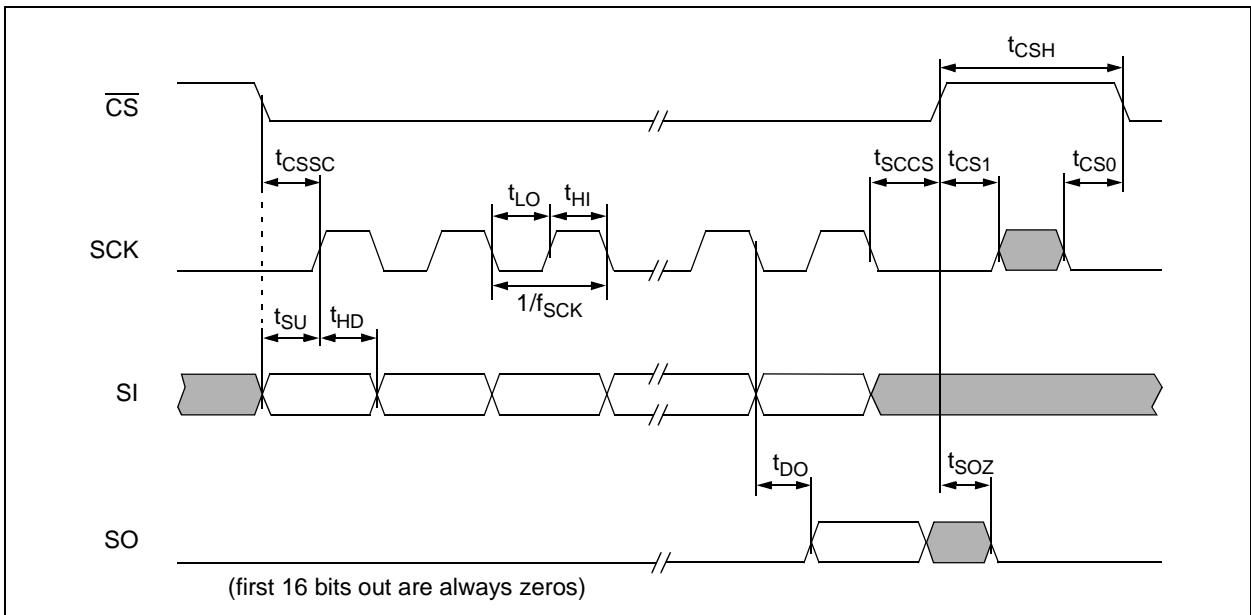 tCSH
CS
tCSSC
tSCCS
tCS1
tCS0
tLO
tHI
SCK
1/fSCK
tSU
tHD
SI
tDO
tSOZ
SO
(first 16 bits out are always zeros)